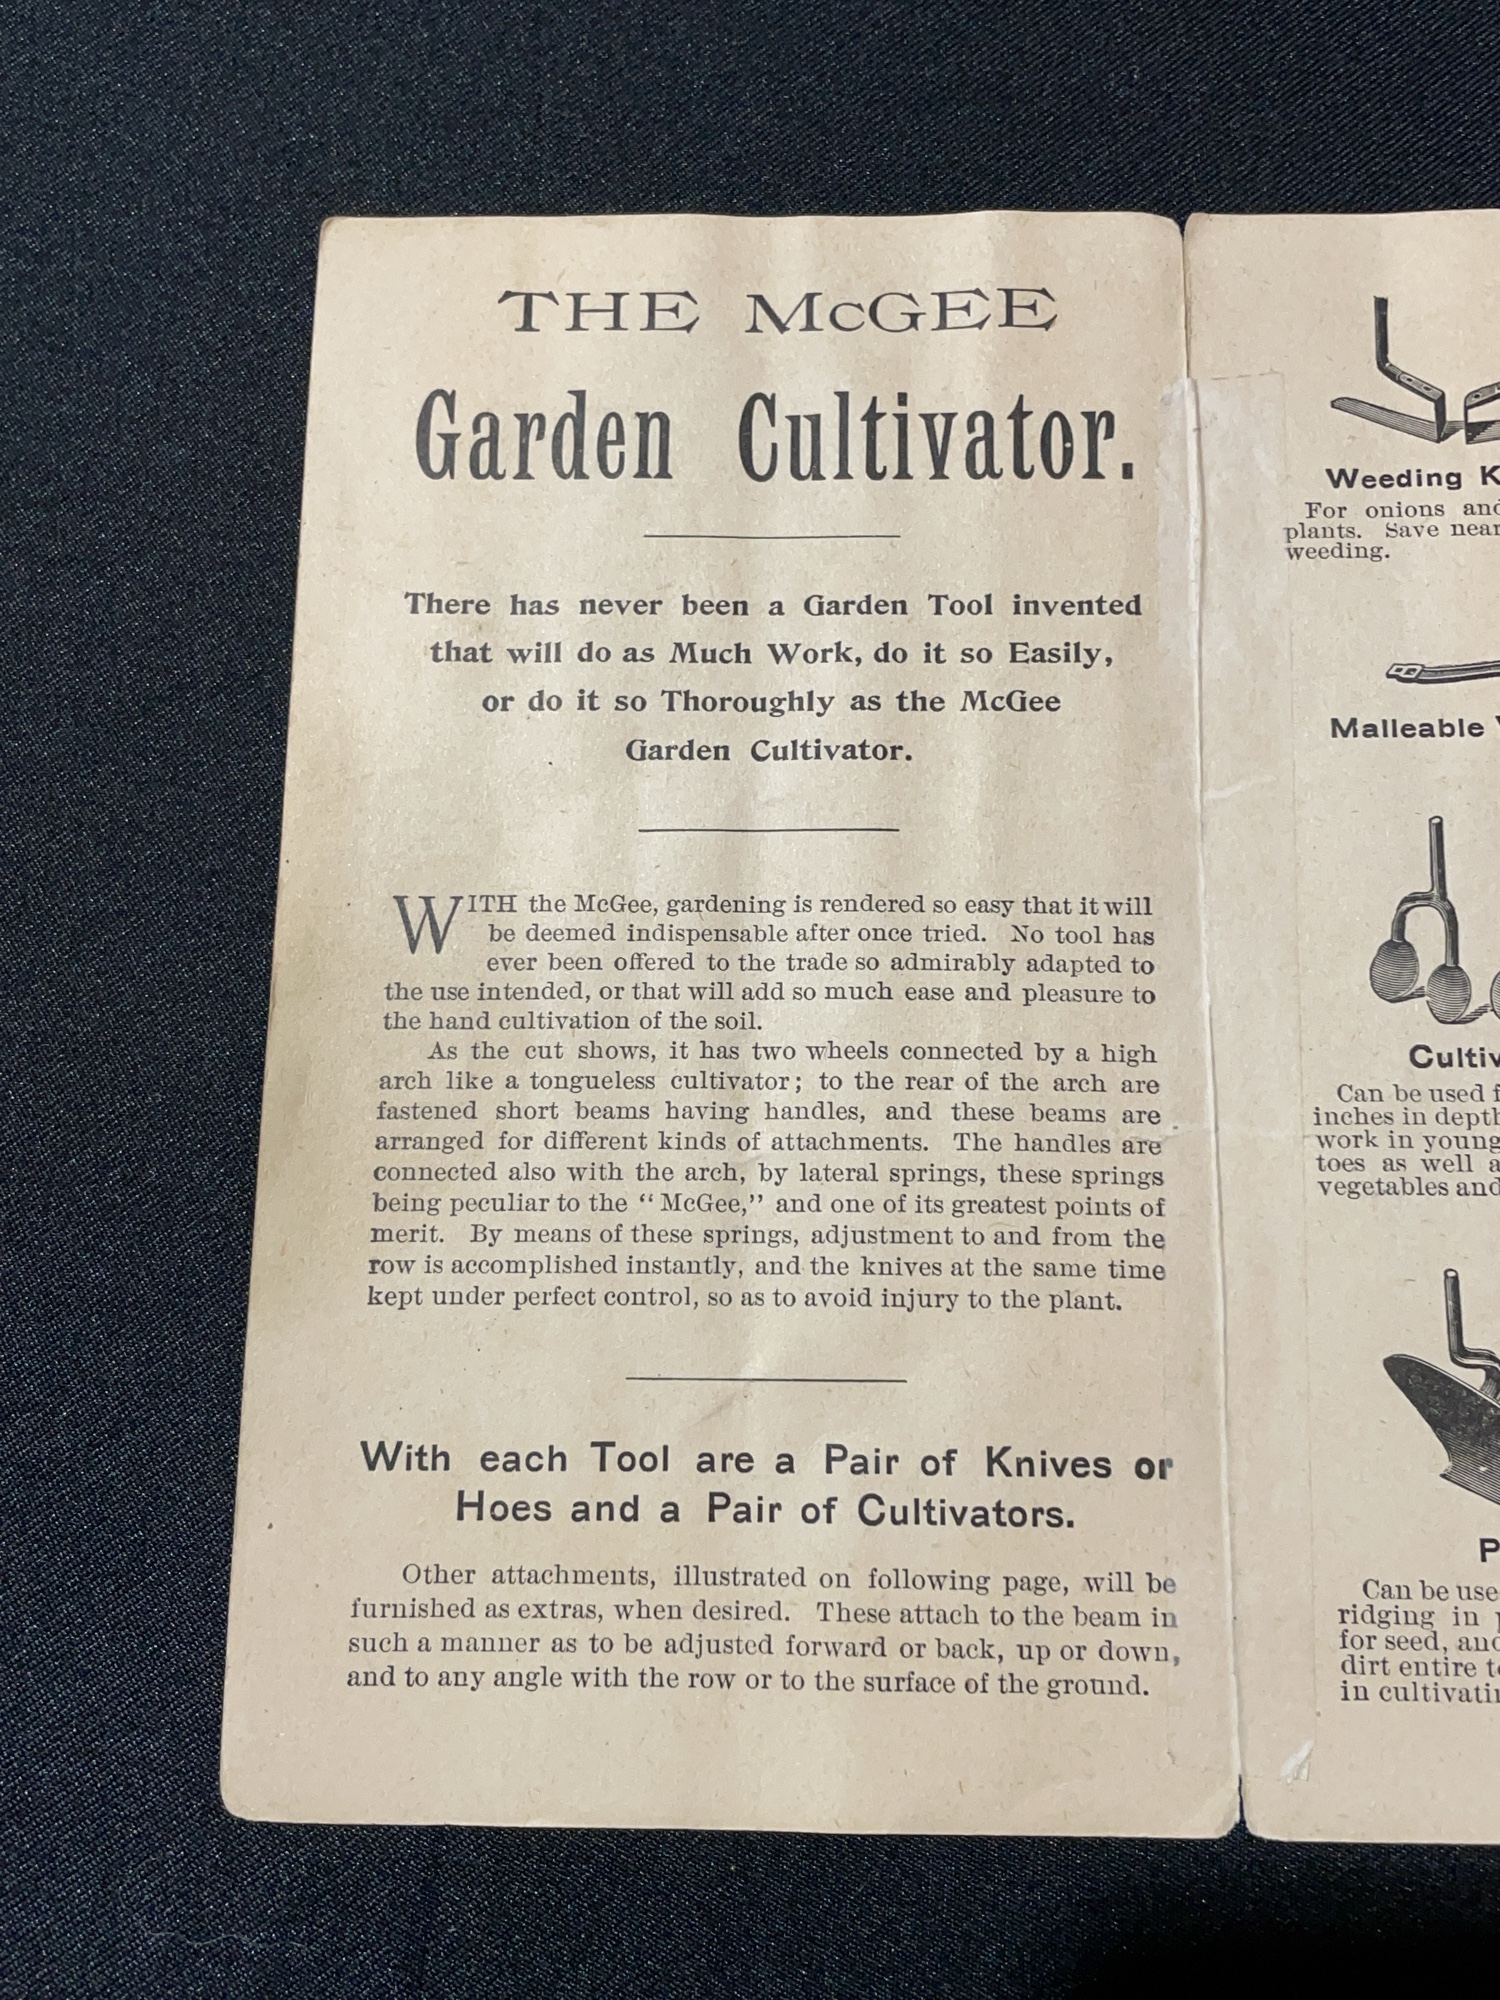 THE McGEE
Garden Cultivator.
There has never been a Garden Tool invented
that will do as Much Work, do it so Easily,
or do it so Thoroughly as the McGee
Garden Cultivator.
WITH the McGee, gardening is rendered so easy that it will
be deemed indispensable after once tried. No tool has
ever been offered to the trade so admirably adapted to
the use intended, or that will add so much ease and pleasure to
the hand cultivation of the soil.
As the cut shows, it has two wheels connected by a high
arch like a tongueless cultivator; to the rear of the arch are
fastened short beams having handles, and these beams are
arranged for different kinds of attachments. The handles are
connected also with the arch, by lateral springs, these springs
being peculiar to the “McGee,” and one of its greatest points of
merit. By means of these springs, adjustment to and from the
row is accomplished instantly, and the knives at the same time
kept under perfect control, so as to avoid injury to the plant.
With each Tool are a Pair of Knives or
Hoes and a Pair of Cultivators.
Other attachments, illustrated on following page, will be
furnished as extras, when desired. These attach to the beam in
such a manner as to be adjusted forward or back, up or down,
and to any angle with the row or to the surface of the ground.
Weeding
For onions and
plants. Save near
weeding.
Malleable
Can be used
inches in depth
work in young
toes as well
vegetables and
Can be use
ridging in
for seed, and
dirt entire
in